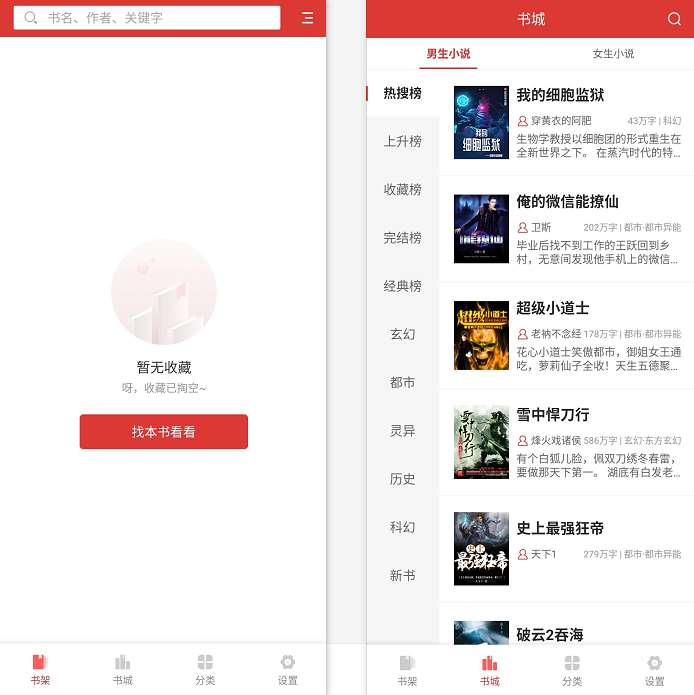 书名、作者、关键字
暂无收藏
呀，收藏已掏空~
找本书看看
书架
书城
分类
设置
书城
男生小说
女生小说
热搜榜
上升榜
收藏榜
完结榜
经典榜
玄幻
都市
灵异
历史
科幻
新书
我的细胞监狱
穿黄衣的阿肥
43万字 | 科幻
生物学教授以细胞团的形式重生在
全新世界之下。 在蒸汽时代的特...
俺的微信能撩仙
卫斯
202万字 | 都市·都市异能
毕业后找不到工作的王跃回到乡
村，无意间发现他手机上的微信...
超级小道士
老衲不念经
178万字 | 都市·都市异能
花心小道士笑傲都市，御姐女王通
吃，萝莉仙子全收！天生五德聚...
雪中悍刀行
烽火戏诸侯
586万字 | 玄幻·东方玄幻
有个白狐儿脸，佩双刀绣冬春雷，
要做那天下第一。 湖底有白发老...
史上最强狂帝
天下1
279万字 | 都市·都市异能
破云2吞海
书架
书城
分类
设置